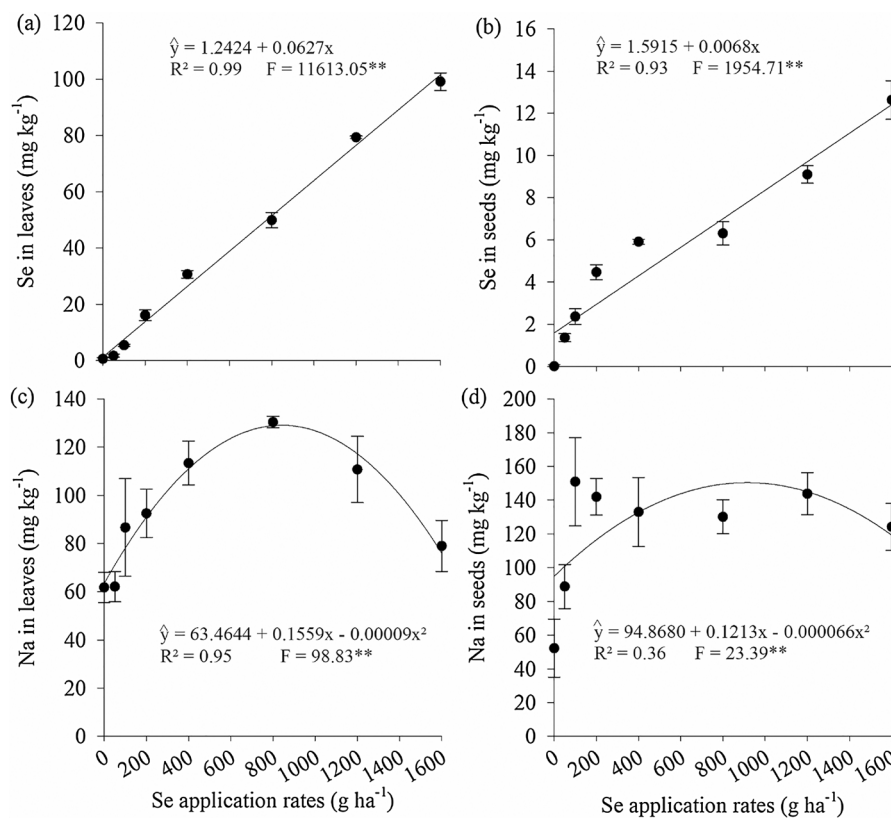 (a)
ŷ = 1.2424 + 0.0627x
R² = 0.99 F = 11613.05**
Se in leaves (mg kg⁻¹)
120
100
80
60
40
20
0
(b)
ŷ = 1.5915 + 0.0068x
R² = 0.93 F = 1954.71**
Se in seeds (mg kg⁻¹)
16
14
12
10
8
6
4
2
0
(c)
Na in leaves (mg kg⁻¹)
140
120
100
80
60
40
20
0
ŷ = 63.4644 + 0.1559x - 0.00009x²
R² = 0.95 F = 98.83**
0 200 400 600 800 1000 1200 1400 1600
Se application rates (g ha⁻¹)
(d)
Na in seeds (mg kg⁻¹)
200
180
160
140
120
100
80
60
40
20
0
ŷ = 94.8680 + 0.1213x - 0.000066x²
R² = 0.36 F = 23.39**
0 200 400 600 800 1000 1200 1400 1600
Se application rates (g ha⁻¹)